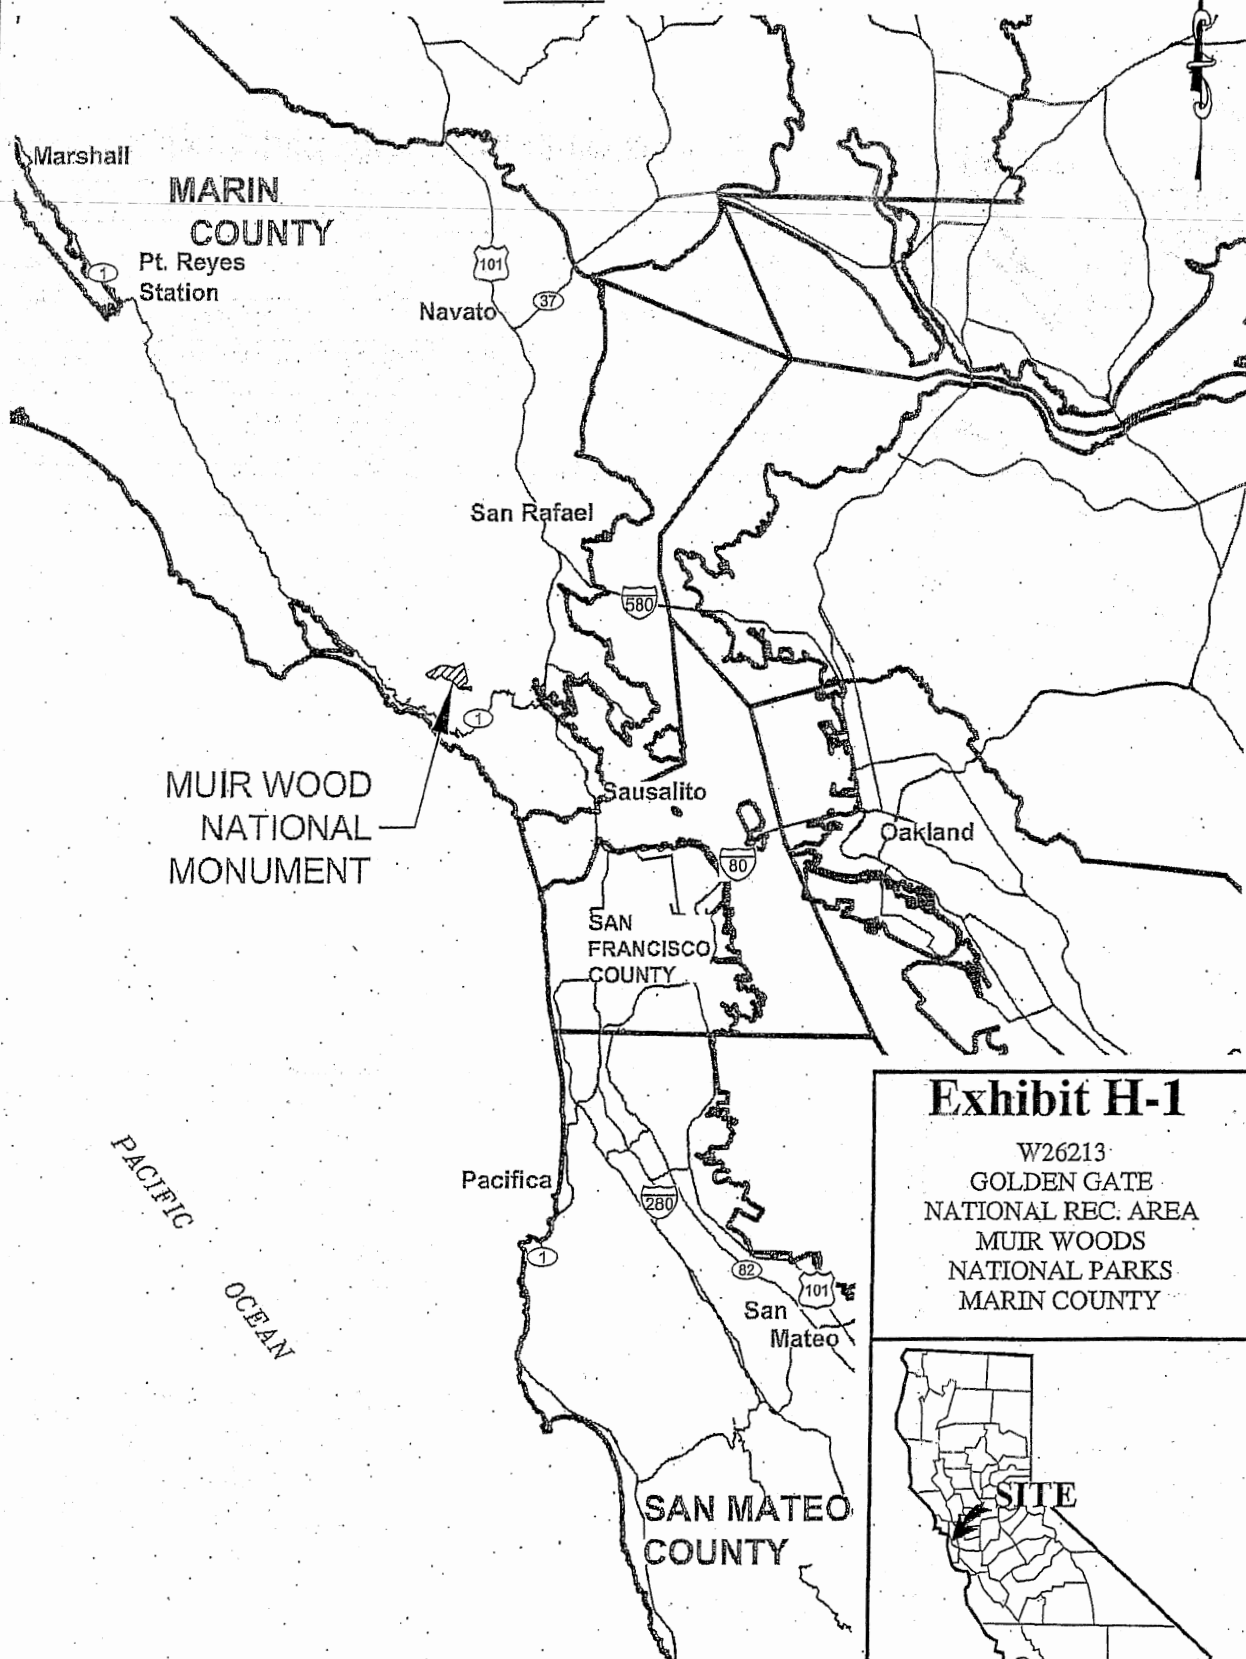 Marshall
MARIN
COUNTY
1
Pt. Reyes
Station
101
Navato
37
San Rafael
580
1
MUIR WOOD
NATIONAL
MONUMENT
Sausalito
Oakland
80
SAN
FRANCISCO
COUNTY
PACIFIC
OCEAN
Pacifica
280
1
82
101
San
Mateo
SAN MATEO
COUNTY
Exhibit H-1
W26213
GOLDEN GATE
NATIONAL REC. AREA
MUIR WOODS
NATIONAL PARKS
MARIN COUNTY
SITE